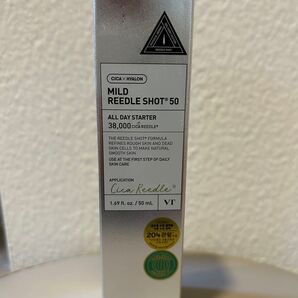 CICA × HYALON
MILD
REEDLE SHOT® 50
ALL DAY STARTER
38,000 CICA REEDLE®
THE REEDLE SHOT® FORMULA
REFINES ROUGH SKIN AND DEAD
SKIN CELLS TO MAKE NATURAL
SMOOTH SKIN
USE AT THE FIRST STEP OF DAILY
SKIN CARE
APPLICATION
Cica Reedle®
1.69 fl. oz. / 50 mL
VT